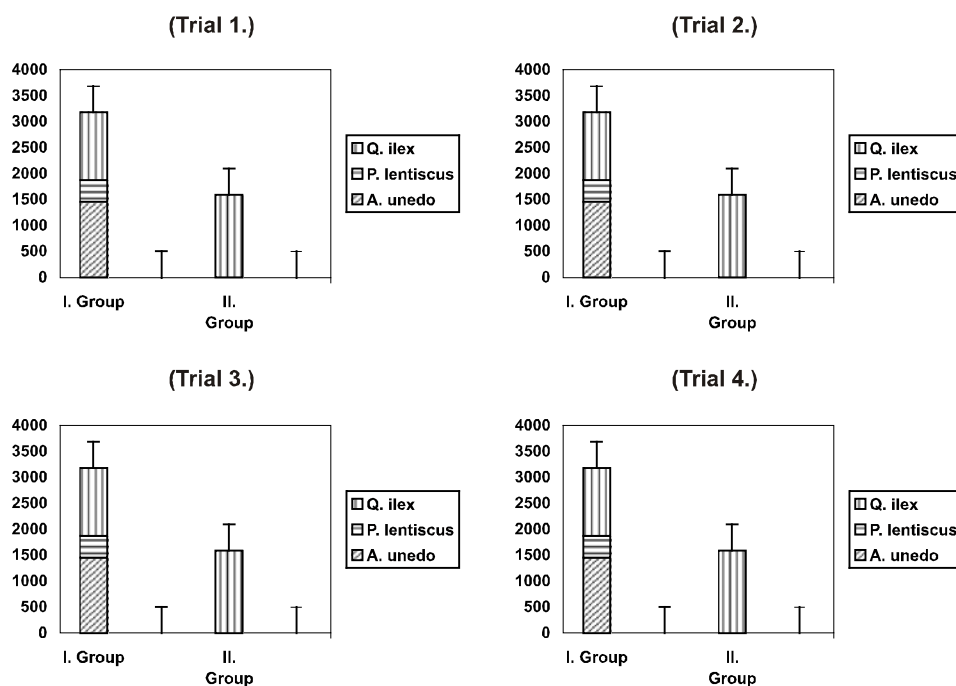 (Trial 1.)
4000
3500
3000
2500
2000
1500
1000
500
0
I. Group
II.
Group
Q. ilex
P. lentiscus
A. unedo
(Trial 2.)
4000
3500
3000
2500
2000
1500
1000
500
0
I. Group
II.
Group
Q. ilex
P. lentiscus
A. unedo
(Trial 3.)
4000
3500
3000
2500
2000
1500
1000
500
0
I. Group
II.
Group
Q. ilex
P. lentiscus
A. unedo
(Trial 4.)
4000
3500
3000
2500
2000
1500
1000
500
0
I. Group
II.
Group
Q. ilex
P. lentiscus
A. unedo